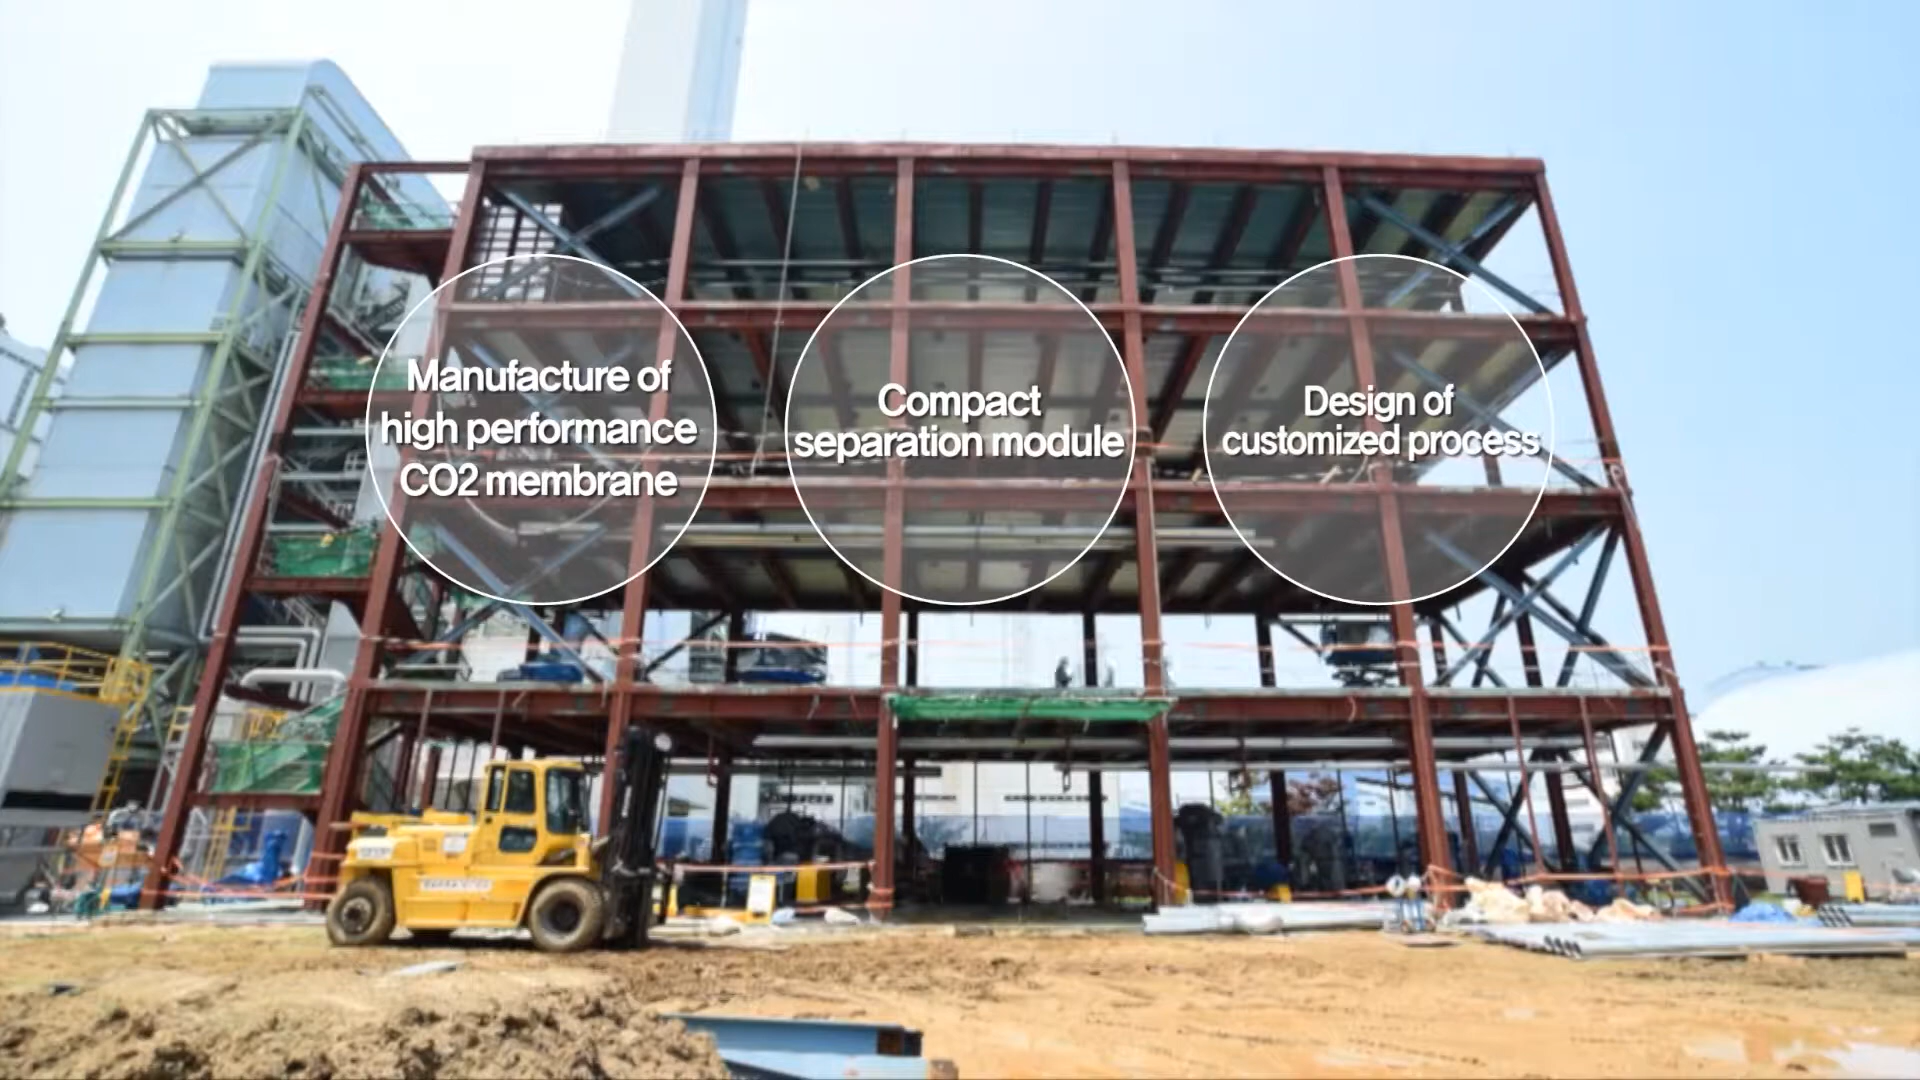 Manufacture of
high performance
CO2 membrane
Compact
separation module
Design of
customized process